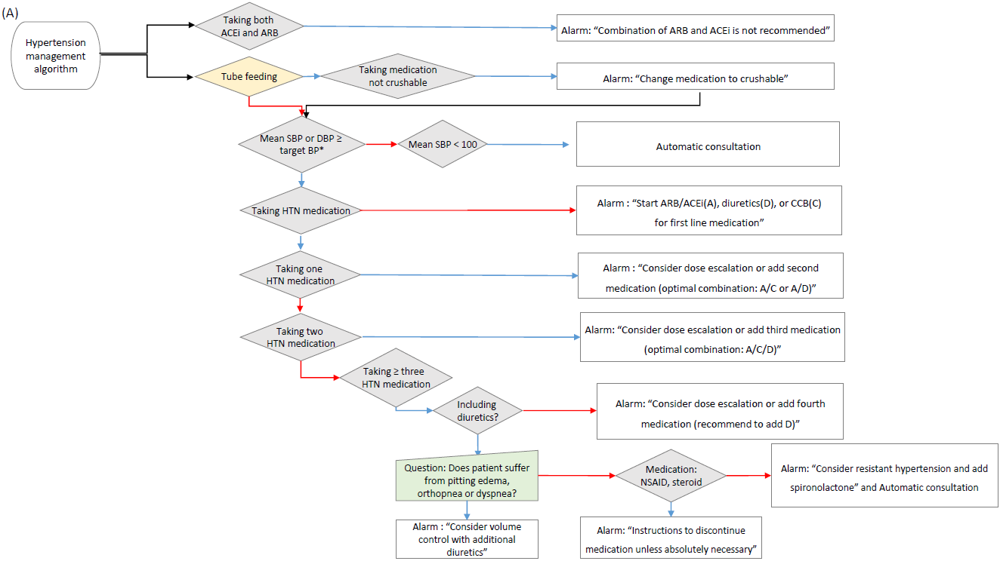 (A)
Hypertension
management
algorithm
Taking both
ACEi and ARB
Alarm: “Combination of ARB and ACEi is not recommended”
Tube feeding
Taking medication
not crushable
Alarm: “Change medication to crushable”
Mean SBP or DBP ≥
target BP*
Mean SBP < 100
Automatic consultation
Taking HTN medication
Alarm : “Start ARB/ACEi(A), diuretics(D), or CCB(C)
for first line medication”
Taking one
HTN medication
Alarm : “Consider dose escalation or add second
medication (optimal combination: A/C or A/D)”
Taking two
HTN medication
Alarm: “Consider dose escalation or add third medication
(optimal combination: A/C/D)”
Taking ≥ three
HTN medication
Including
diuretics?
Alarm: “Consider dose escalation or add fourth
medication (recommend to add D)”
Question: Does patient suffer
from pitting edema,
orthopnea or dyspnea?
Medication:
NSAID, steroid
Alarm: “Consider resistant hypertension and add
spironolactone” and Automatic consultation
Alarm : “Consider volume
control with additional
diuretics”
Alarm: “Instructions to discontinue
medication unless absolutely necessary”